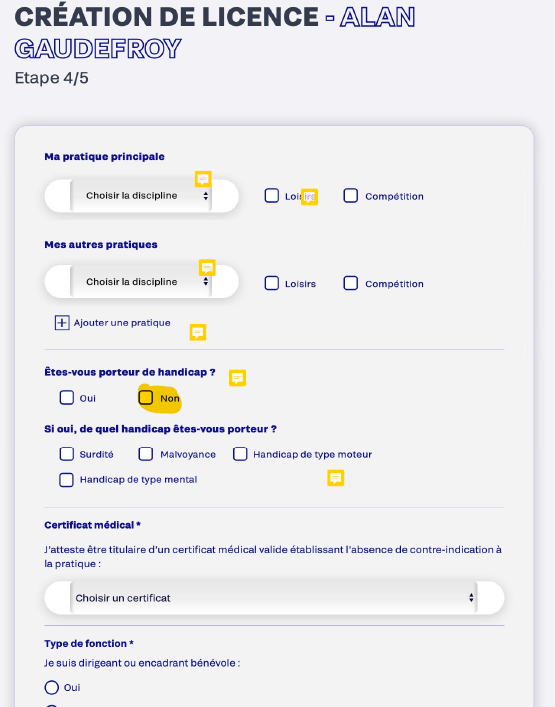 CRÉATION DE LICENCE - ALAN
GAUDEFROY
Etape 4/5
Ma pratique principale
Choisir la discipline Loisirs Compétition
Mes autres pratiques
Choisir la discipline Loisirs Compétition
Ajouter une pratique
Êtes-vous porteur de handicap ?
Oui Non
Si oui, de quel handicap êtes-vous porteur ?
Surdité Malvoyance Handicap de type moteur
Handicap de type mental
Certificat médical *
J'atteste être titulaire d'un certificat médical valide établissant l'absence de contre-indication à
la pratique :
Choisir un certificat
Type de fonction *
Je suis dirigeant ou encadrant bénévole :
Oui